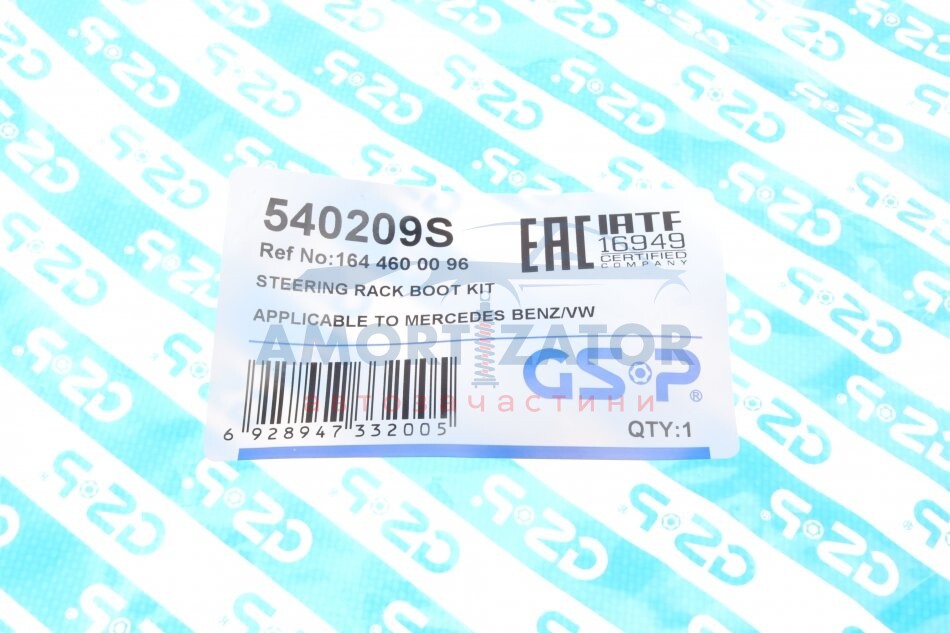 540209S
Ref No:164 460 00 96
STEERING RACK BOOT KIT
APPLICABLE TO MERCEDES BENZ/VW
EAC
IATF
16949
CERTIFIED
COMPANY
AMORTIZATOR
автозачастини
GSP®
6 928947 332005
QTY:1